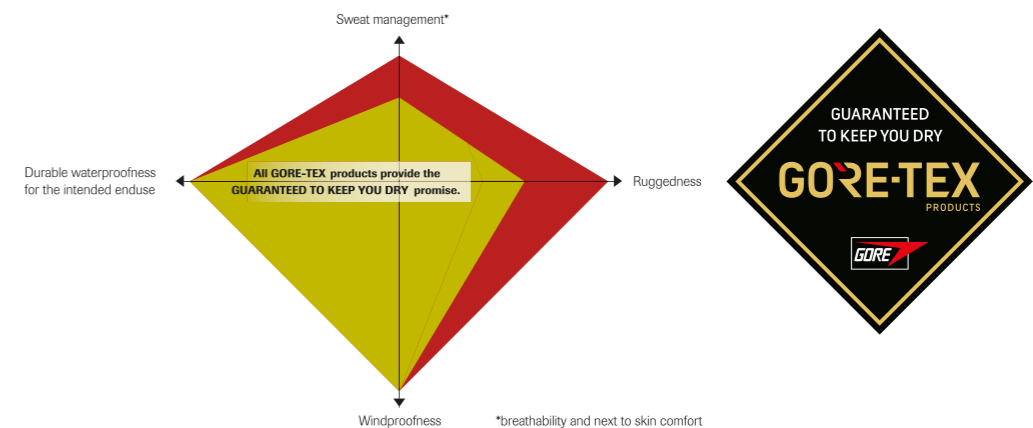 Sweat management*
Durable waterproofness
for the intended enduse
All GORE-TEX products provide the
GUARANTEED TO KEEP YOU DRY promise.
Ruggedness
Windproofness
*breathability and next to skin comfort
GUARANTEED
TO KEEP YOU DRY
GORE-TEX
PRODUCTS
GORE